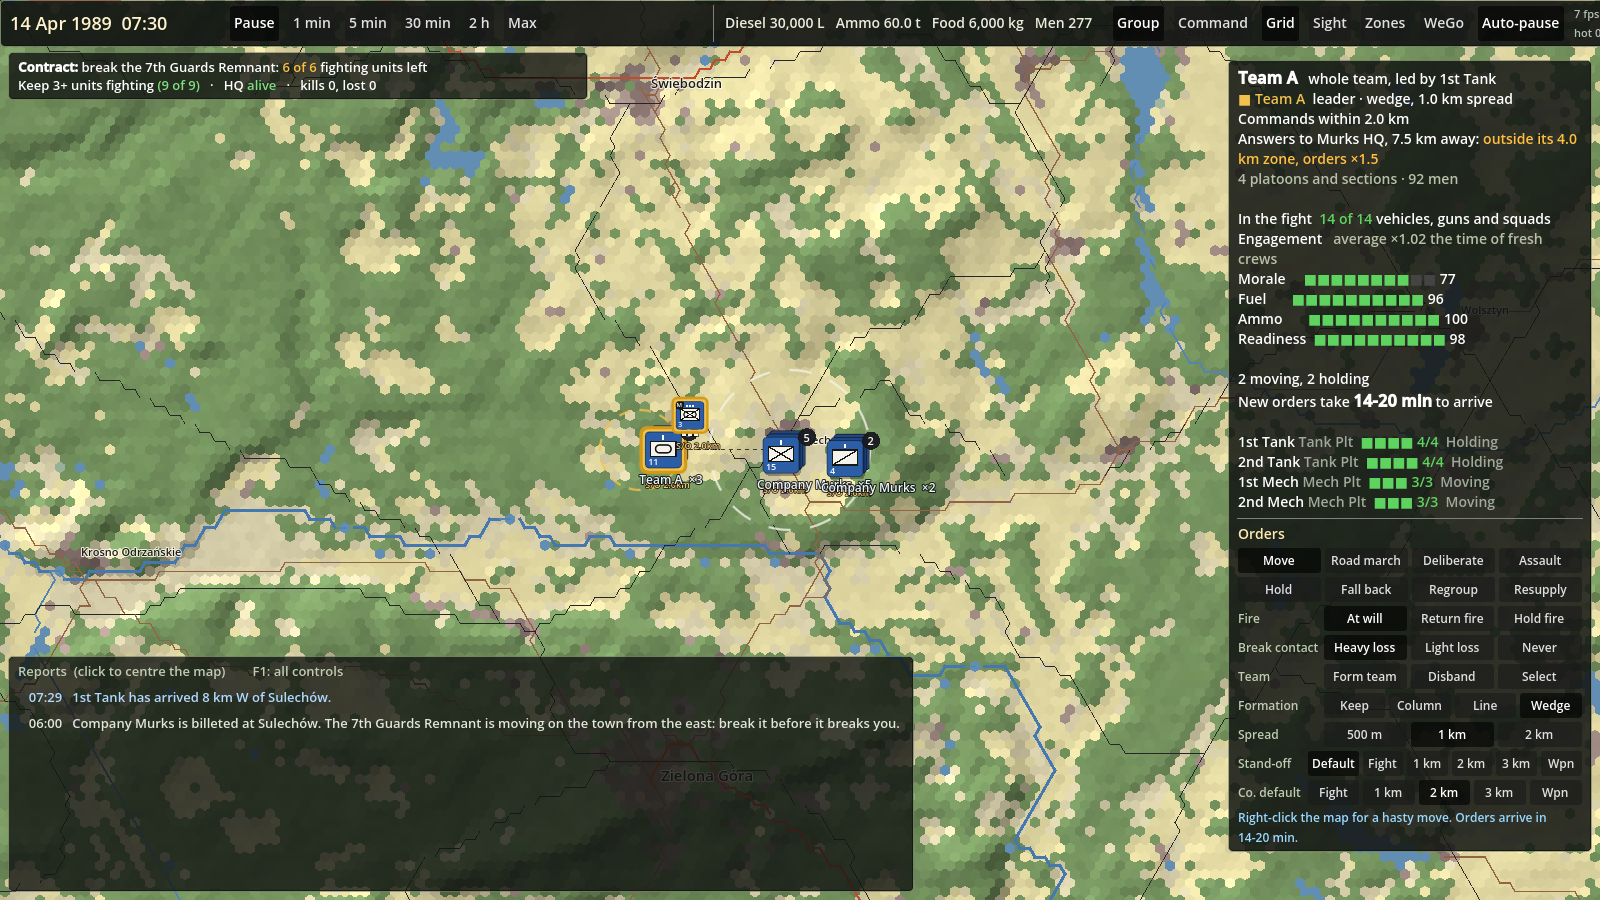 14 Apr 1989 07:30 Pause 1 min 5 min 30 min 2 h Max Diesel 30,000 L Ammo 60.0 t Food 6,000 kg Men 277 Group Command Grid Sight Zones WeGo Auto-pause 7 fps
hot 0
Contract: break the 7th Guards Remnant: 6 of 6 fighting units left
Keep 3+ units fighting (9 of 9) · HQ alive · kills 0, lost 0
Świebodzin
Krosno Odrzańskie
Zielona Góra
Wolsztyn
3
11
Team A ×3
15
5
Company
4
2
Company Murks ×2
Team A whole team, led by 1st Tank
Team A leader · wedge, 1.0 km spread
Commands within 2.0 km
Answers to Murks HQ, 7.5 km away: outside its 4.0
km zone, orders ×1.5
4 platoons and sections · 92 men
In the fight 14 of 14 vehicles, guns and squads
Engagement average ×1.02 the time of fresh
crews
Morale 77
Fuel 96
Ammo 100
Readiness 98
2 moving, 2 holding
New orders take 14-20 min to arrive
1st Tank Tank Plt 4/4 Holding
2nd Tank Tank Plt 4/4 Holding
1st Mech Mech Plt 3/3 Moving
2nd Mech Mech Plt 3/3 Moving
Orders
Move Road march Deliberate Assault
Hold Fall back Regroup Resupply
Fire At will Return fire Hold fire
Break contact Heavy loss Light loss Never
Team Form team Disband Select
Formation Keep Column Line Wedge
Spread 500 m 1 km 2 km
Stand-off Default Fight 1 km 2 km 3 km Wpn
Co. default Fight 1 km 2 km 3 km Wpn
Right-click the map for a hasty move. Orders arrive in
14-20 min.
Reports (click to centre the map) F1: all controls
07:29 1st Tank has arrived 8 km W of Sulechów.
06:00 Company Murks is billeted at Sulechów. The 7th Guards Remnant is moving on the town from the east: break it before it breaks you.